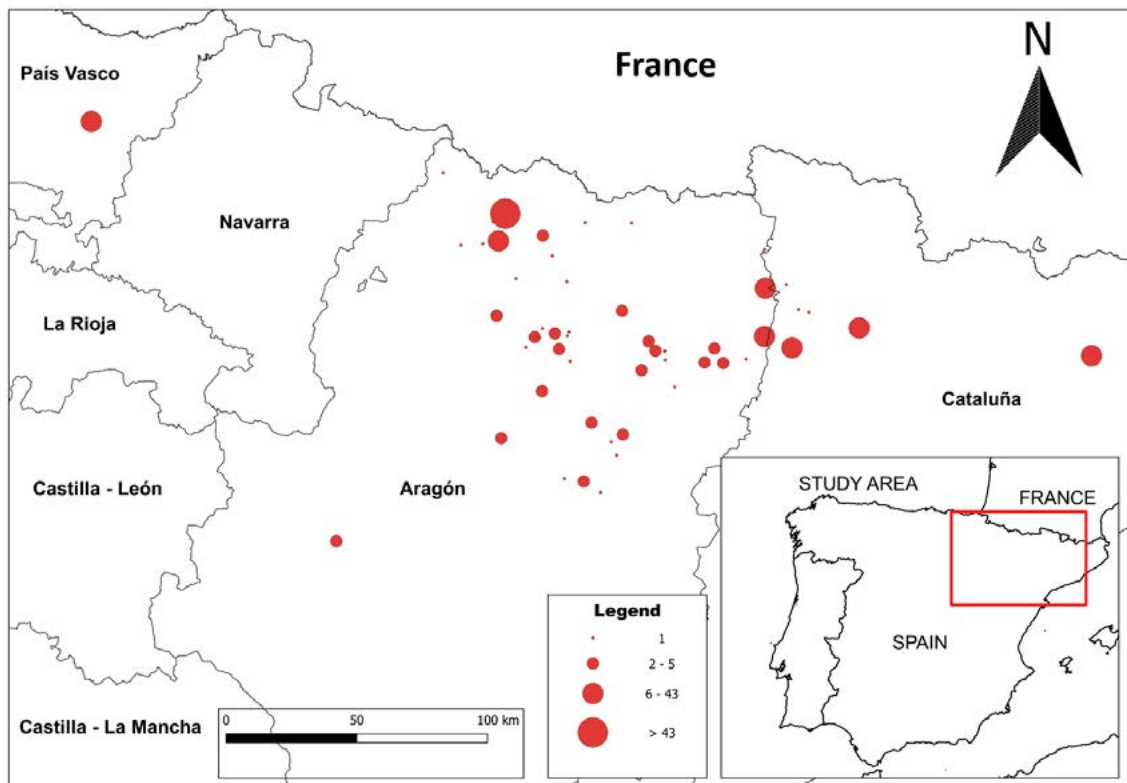 France
N
País Vasco
Navarra
La Rioja
Cataluña
Castilla - León
Aragón
Castilla - La Mancha
0 50 100 km
Legend
1
2 - 5
6 - 43
> 43
STUDY AREA
FRANCE
SPAIN